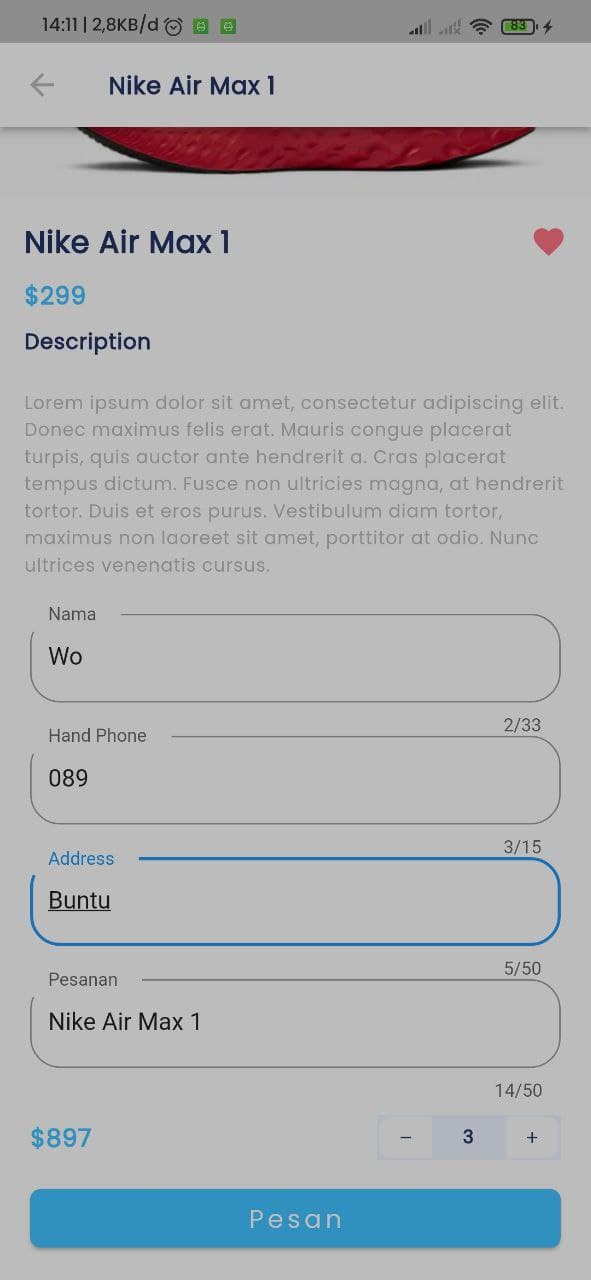 14:11 | 2,8KB/d
83
Nike Air Max 1
Nike Air Max 1
$299
Description
Lorem ipsum dolor sit amet, consectetur adipiscing elit.
Donec maximus felis erat. Mauris congue placerat
turpis, quis auctor ante hendrerit a. Cras placerat
tempus dictum. Fusce non ultricies magna, at hendrerit
tortor. Duis et eros purus. Vestibulum diam tortor,
maximus non laoreet sit amet, porttitor at odio. Nunc
ultrices venenatis cursus.
Nama
Wo
2/33
Hand Phone
089
3/15
Address
Buntu
5/50
Pesanan
Nike Air Max 1
14/50
$897
− 3 +
Pesan